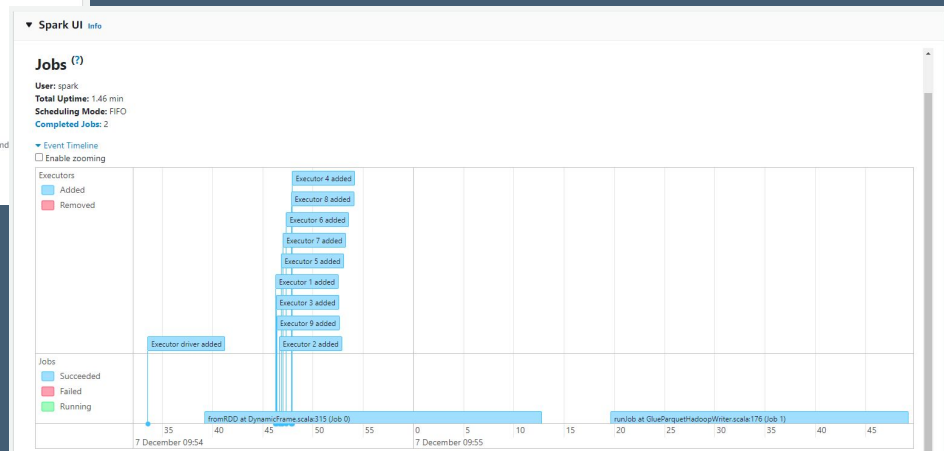 ▼ Spark UI Info
Jobs (?)
User: spark
Total Uptime: 1.46 min
Scheduling Mode: FIFO
Completed Jobs: 2
nd
▾ Event Timeline
Enable zooming
Executors
Added
Removed
Executor 4 added
Executor 8 added
Executor 6 added
Executor 7 added
Executor 5 added
Executor 1 added
Executor 3 added
Executor 9 added
Executor driver added
Executor 2 added
Jobs
Succeeded
Failed
Running
fromRDD at DynamicFrame.scala:315 (Job 0)
runJob at GlueParquetHadoopWriter.scala:176 (Job 1)
35 40 45 50 55 0 5 10 15 20 25 30 35 40 45
7 December 09:54 7 December 09:55